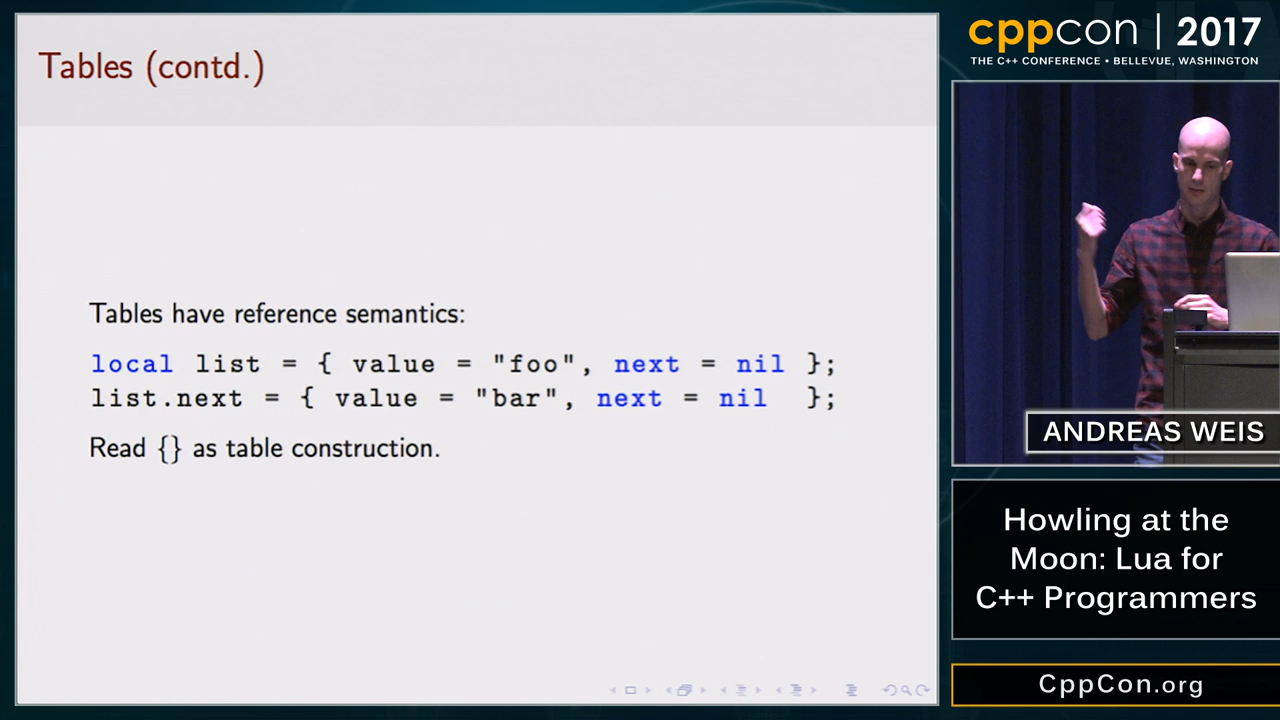 Tables (contd.)
Tables have reference semantics:
local list = { value = "foo", next = nil };
list.next = { value = "bar", next = nil  };
Read {} as table construction.
cppcon | 2017
THE C++ CONFERENCE • BELLEVUE, WASHINGTON
ANDREAS WEIS
Howling at the
Moon: Lua for
C++ Programmers
CppCon.org